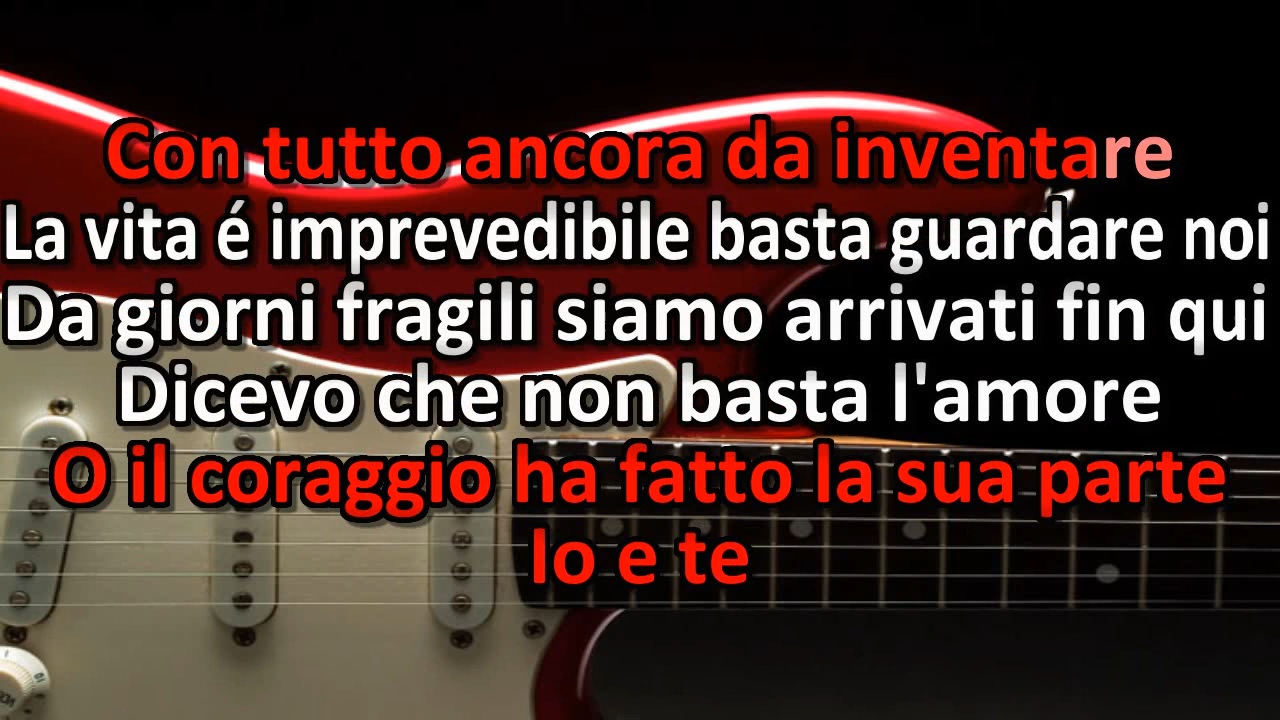 Con tutto ancora da inventare
La vita é imprevedibile basta guardare noi
Da giorni fragili siamo arrivati fin qui
Dicevo che non basta l'amore
O il coraggio ha fatto la sua parte
Io e te